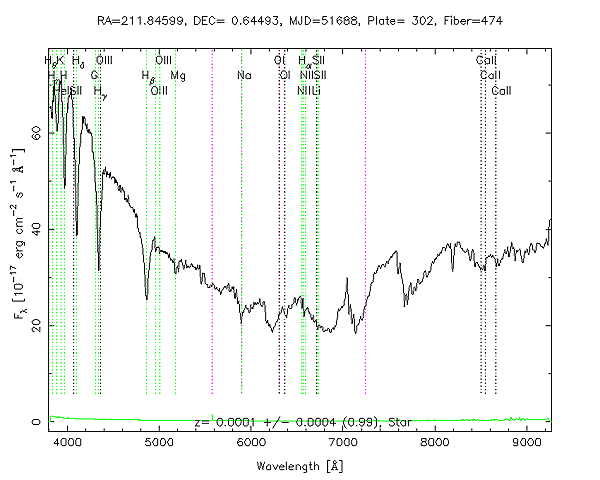 RA=211.84599, DEC= 0.64493, MJD=51688, Plate= 302, Fiber=474
K Hδ OIII OIII OI Hα SII CaII
H G Hβ Mg Na OI NII SII CaII
HeI SII Hγ OIII NII Li CaII
60
40
20
0
Fλ [10⁻¹⁷ erg cm⁻² s⁻¹ Å⁻¹]
z= 0.0001 +/− 0.0004 (0.99) Star
4000 5000 6000 7000 8000 9000
Wavelength [Å]